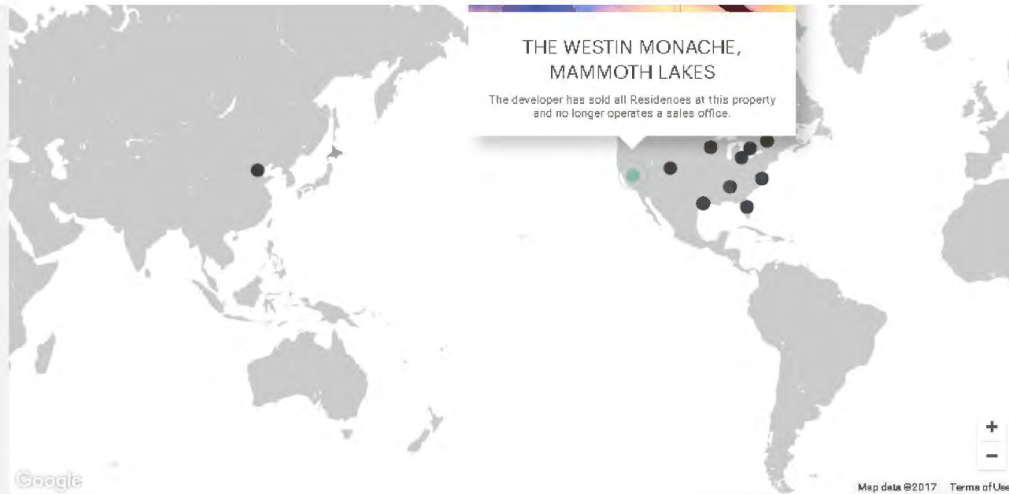 THE WESTIN MONACHE,
MAMMOTH LAKES
The developer has sold all Residences at this property
and no longer operates a sales office.
+
−
Google
Map data ©2017 Terms of Use